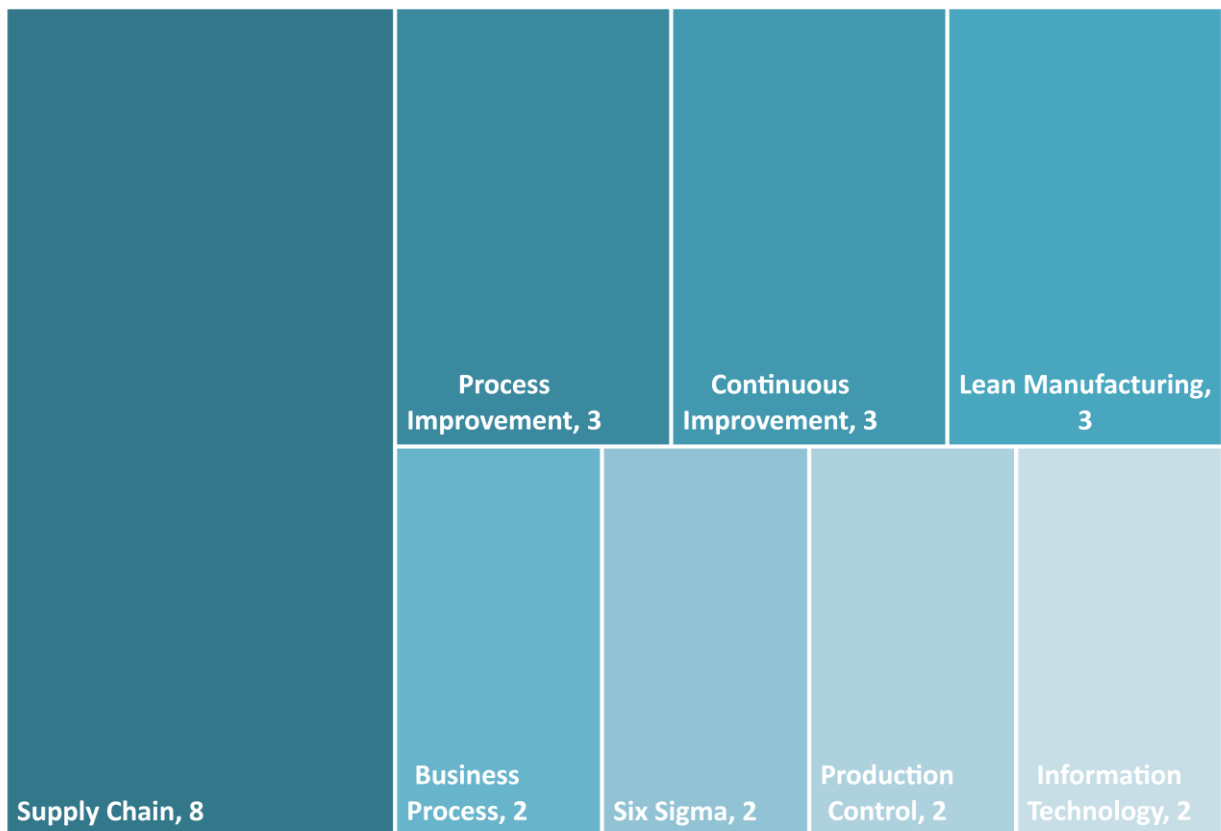 Process
Improvement, 3
Continuous
Improvement, 3
Lean Manufacturing,
3
Supply Chain, 8
Business
Process, 2
Six Sigma, 2
Production
Control, 2
Information
Technology, 2